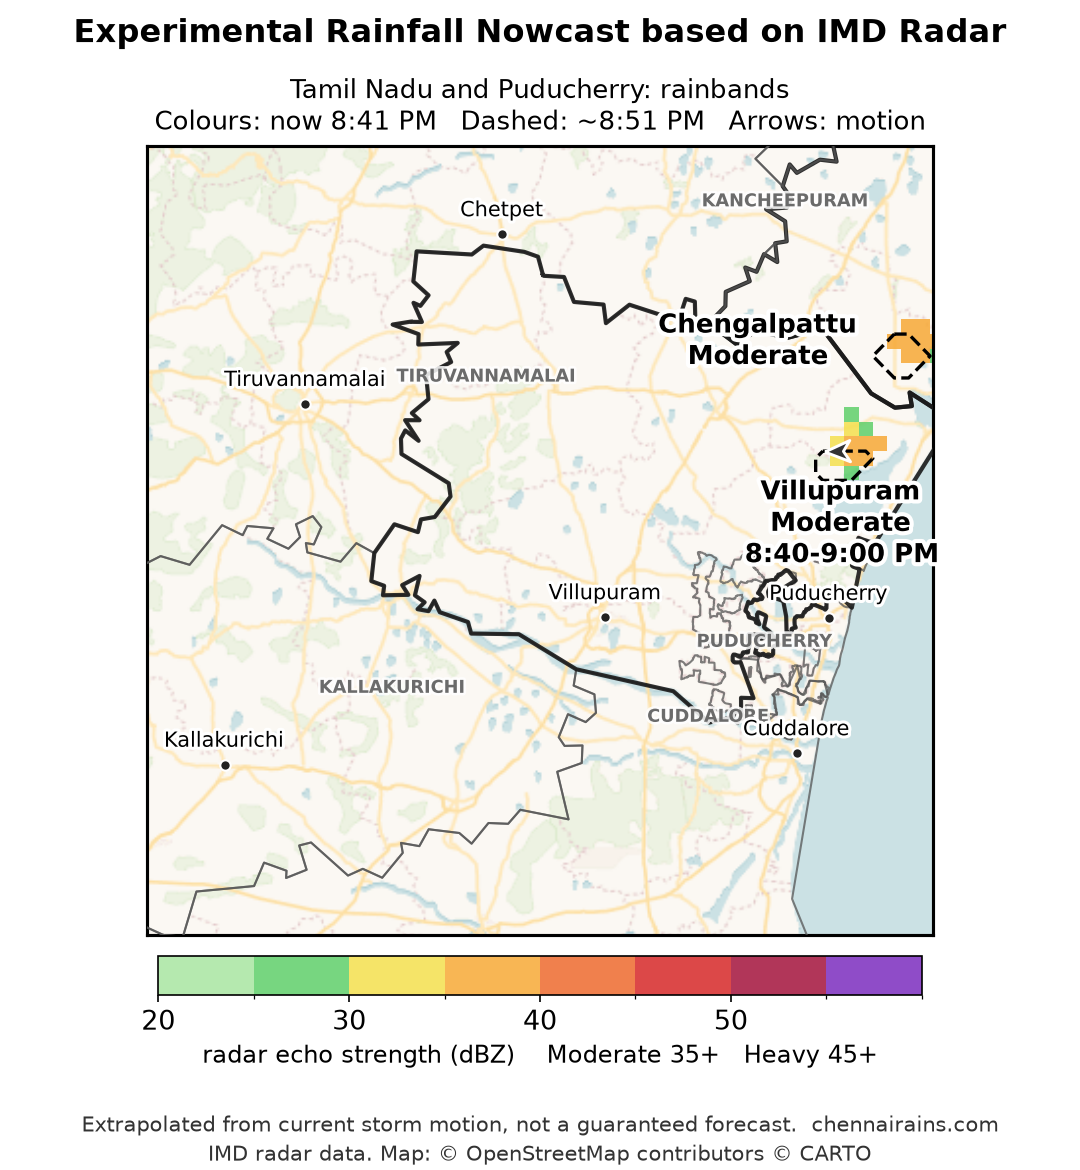 Experimental Rainfall Nowcast based on IMD Radar
Tamil Nadu and Puducherry: rainbands
Colours: now 8:41 PM   Dashed: ~8:51 PM   Arrows: motion
KANCHEEPURAM
Chetpet
Chengalpattu
Moderate
Tiruvannamalai
TIRUVANNAMALAI
Villupuram
Moderate
8:40-9:00 PM
Villupuram
Puducherry
PUDUCHERRY
KALLAKURICHI
CUDDALORE
Cuddalore
Kallakurichi
20 30 40 50
radar echo strength (dBZ)    Moderate 35+   Heavy 45+
Extrapolated from current storm motion, not a guaranteed forecast.  chennairains.com
IMD radar data. Map: © OpenStreetMap contributors © CARTO